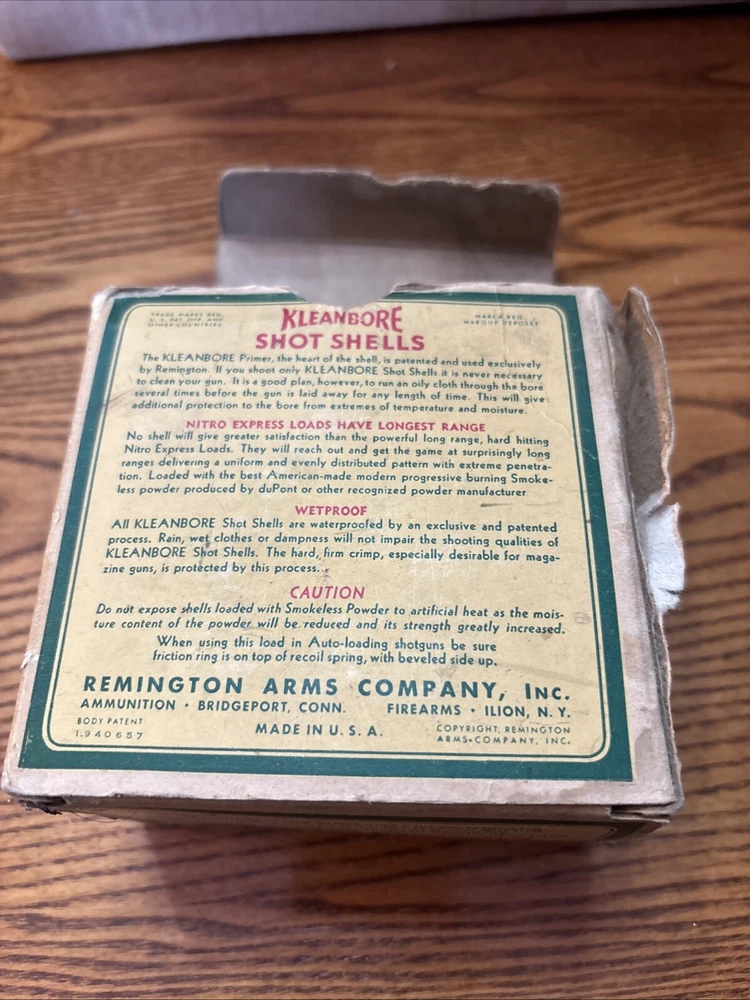 TRADE MARKS REG.
U. S. PAT. OFF. AND
OTHER COUNTRIES
MARCA REG.
MARQUE DEPOSÉE
KLEANBORE
SHOT SHELLS
The KLEANBORE Primer, the heart of the shell, is patented and used exclusively
by Remington. If you shoot only KLEANBORE Shot Shells it is never necessary
to clean your gun. It is a good plan, however, to run an oily cloth through the bore
several times before the gun is laid away for any length of time. This will give
additional protection to the bore from extremes of temperature and moisture.
NITRO EXPRESS LOADS HAVE LONGEST RANGE
No shell will give greater satisfaction than the powerful long range, hard hitting
Nitro Express Loads. They will reach out and get the game at surprisingly long
ranges delivering a uniform and evenly distributed pattern with extreme penetra-
tion. Loaded with the best American-made modern progressive burning Smoke-
less powder produced by duPont or other recognized powder manufacturer
WETPROOF
All KLEANBORE Shot Shells are waterproofed by an exclusive and patented
process. Rain, wet clothes or dampness will not impair the shooting qualities of
KLEANBORE Shot Shells. The hard, firm crimp, especially desirable for maga-
zine guns, is protected by this process.
CAUTION
Do not expose shells loaded with Smokeless Powder to artificial heat as the mois-
ture content of the powder will be reduced and its strength greatly increased.
When using this load in Auto-loading shotguns be sure
friction ring is on top of recoil spring, with beveled side up.
REMINGTON ARMS COMPANY, INC.
AMMUNITION · BRIDGEPORT, CONN. FIREARMS · ILION, N. Y.
BODY PATENT
1,940657
MADE IN U. S. A.
COPYRIGHT, REMINGTON
ARMS COMPANY, INC.